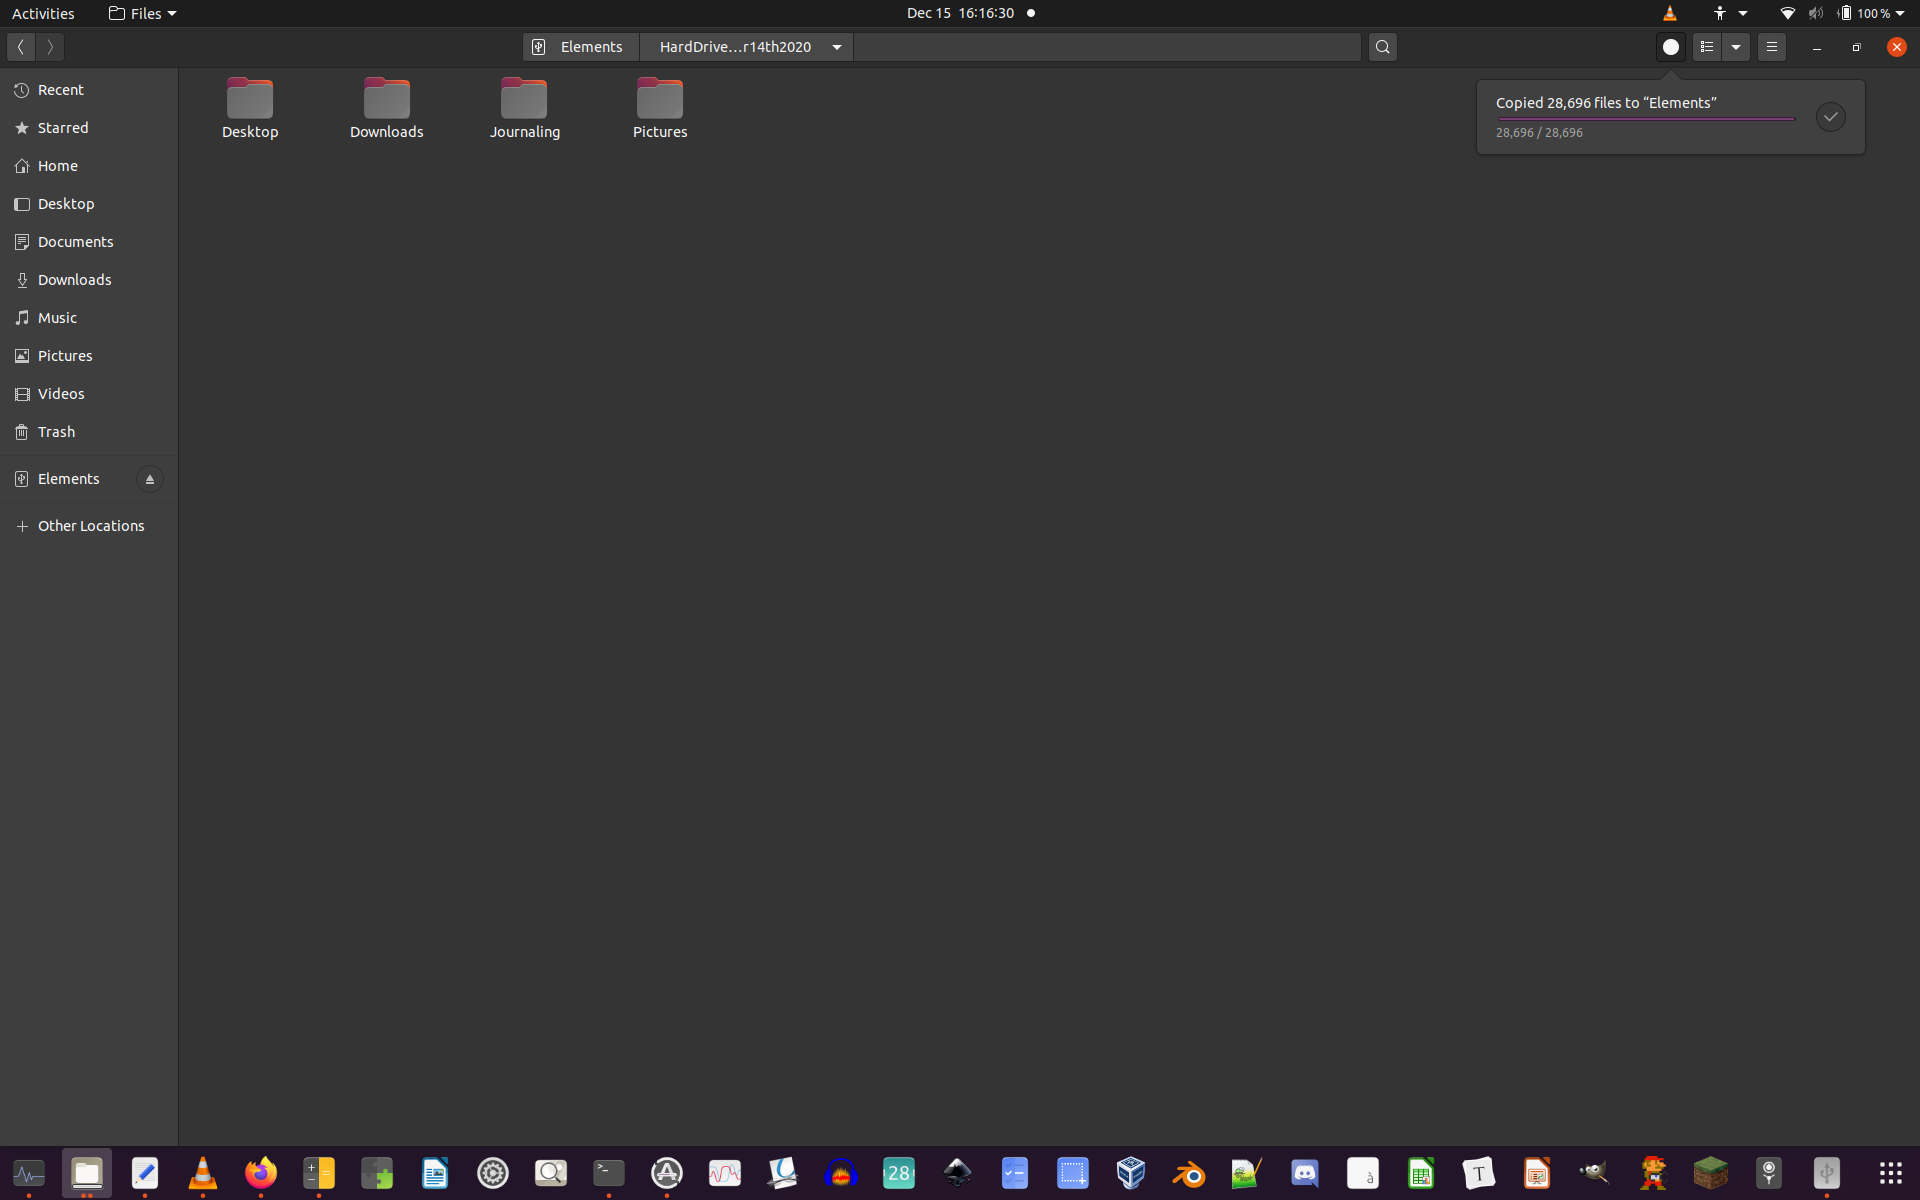 Activities
Files
Dec 15 16:16:30
100 %
Elements
HardDrive...r14th2020
Recent
Starred
Home
Desktop
Documents
Downloads
Music
Pictures
Videos
Trash
Elements
Other Locations
Desktop
Downloads
Journaling
Pictures
Copied 28,696 files to “Elements”
28,696 / 28,696
28